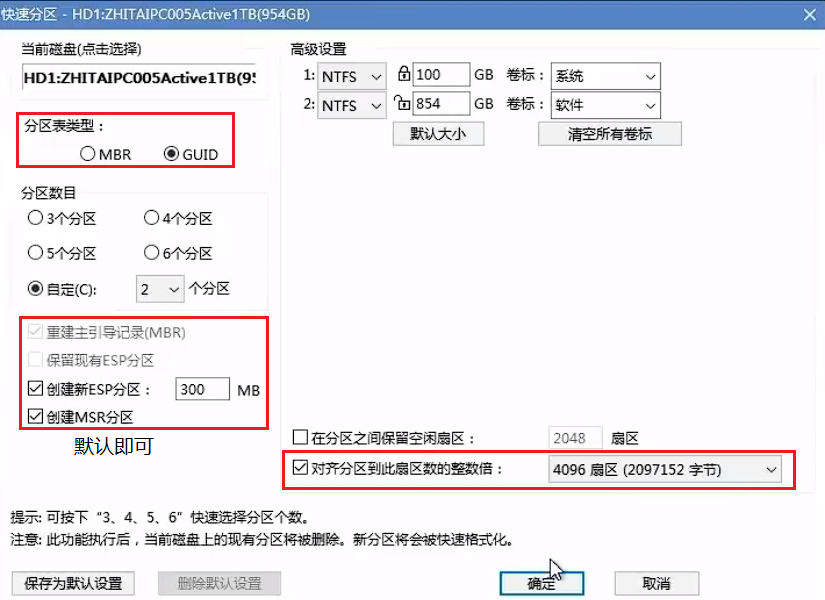 快速分区 - HD1:ZHITAIPC005Active1TB(954GB)
当前磁盘(点击选择)
HD1:ZHITAIPC005Active1TB(95
分区表类型：
MBR GUID
分区数目
3个分区 4个分区
5个分区 6个分区
自定(C): 2 个分区
重建主引导记录(MBR)
保留现有ESP分区
创建新ESP分区： 300 MB
创建MSR分区
默认即可
高级设置
1: NTFS 100 GB 卷标： 系统
2: NTFS 854 GB 卷标： 软件
默认大小 清空所有卷标
在分区之间保留空闲扇区： 2048 扇区
对齐分区到此扇区数的整数倍： 4096 扇区 (2097152 字节)
提示: 可按下“3、4、5、6”快速选择分区个数。
注意: 此功能执行后，当前磁盘上的现有分区将被删除。新分区将会被快速格式化。
保存为默认设置 删除默认设置 确定 取消